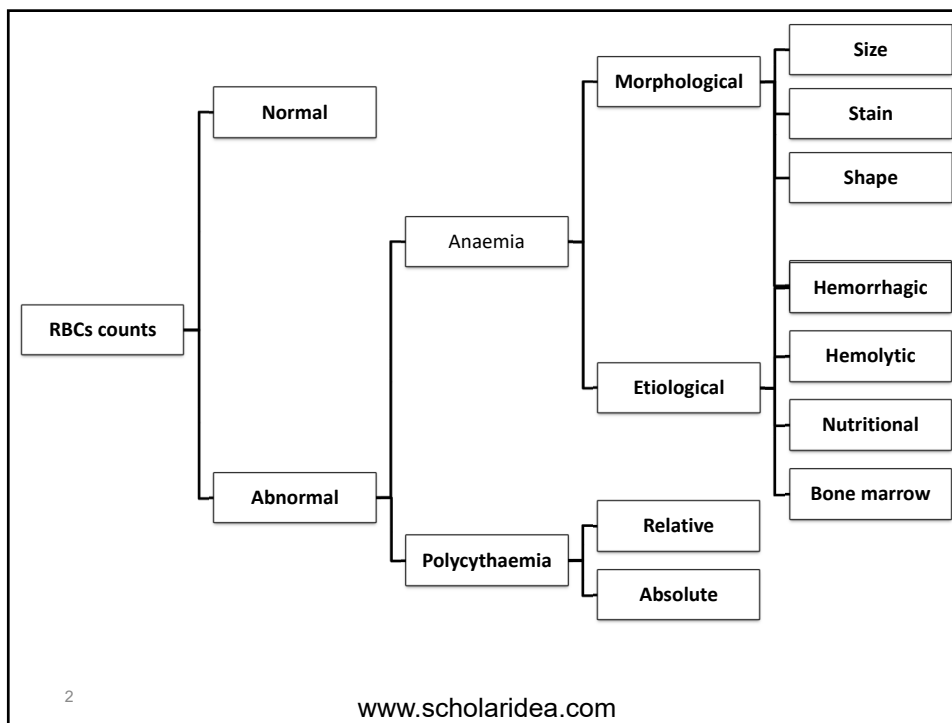 RBCs counts
Normal
Abnormal
Anaemia
Polycythaemia
Morphological
Etiological
Relative
Absolute
Size
Stain
Shape
Hemorrhagic
Hemolytic
Nutritional
Bone marrow
2
www.scholaridea.com